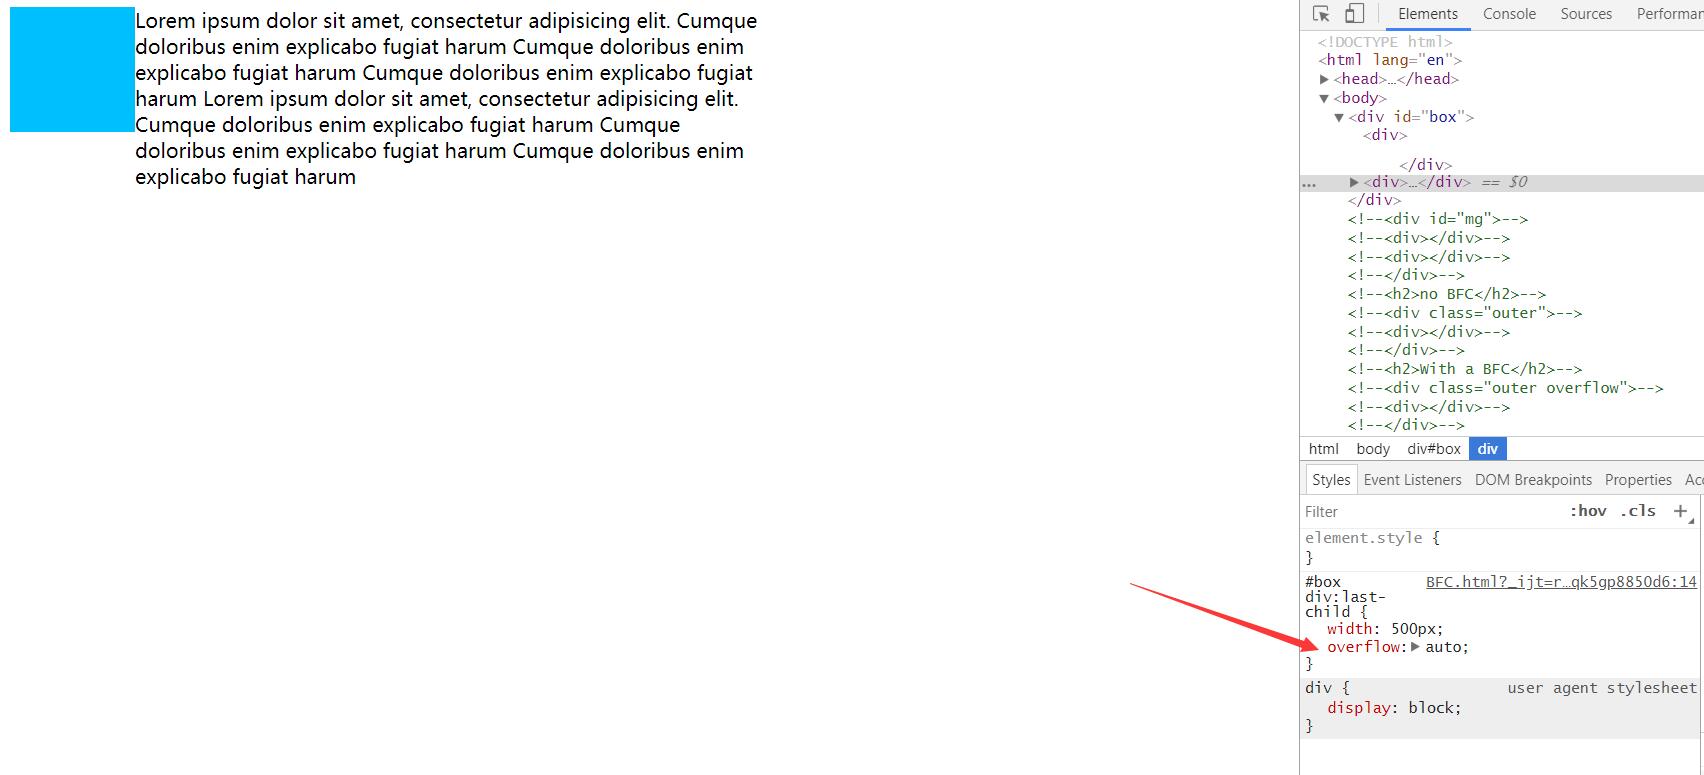 Lorem ipsum dolor sit amet, consectetur adipisicing elit. Cumque
doloribus enim explicabo fugiat harum Cumque doloribus enim
explicabo fugiat harum Cumque doloribus enim explicabo fugiat
harum Lorem ipsum dolor sit amet, consectetur adipisicing elit.
Cumque doloribus enim explicabo fugiat harum Cumque
doloribus enim explicabo fugiat harum Cumque doloribus enim
explicabo fugiat harum
Elements Console Sources Performan
<!DOCTYPE html>
<html lang="en">
▶<head>…</head>
▼<body>
▼<div id="box">
<div>
</div>
... ▶<div>…</div> == $0
</div>
<!--<div id="mg">-->
<!--<div></div>-->
<!--<div></div>-->
<!--</div>-->
<!--<h2>no BFC</h2>-->
<!--<div class="outer">-->
<!--<div></div>-->
<!--</div>-->
<!--<h2>With a BFC</h2>-->
<!--<div class="outer overflow">-->
<!--<div></div>-->
<!--</div>-->
html body div#box div
Styles Event Listeners DOM Breakpoints Properties Acc
Filter :hov .cls +
element.style {
}
#box BFC.html?_ijt=r…qk5gp8850d6:14
div:last-
child {
width: 500px;
overflow:▶auto;
}
div { user agent stylesheet
display: block;
}